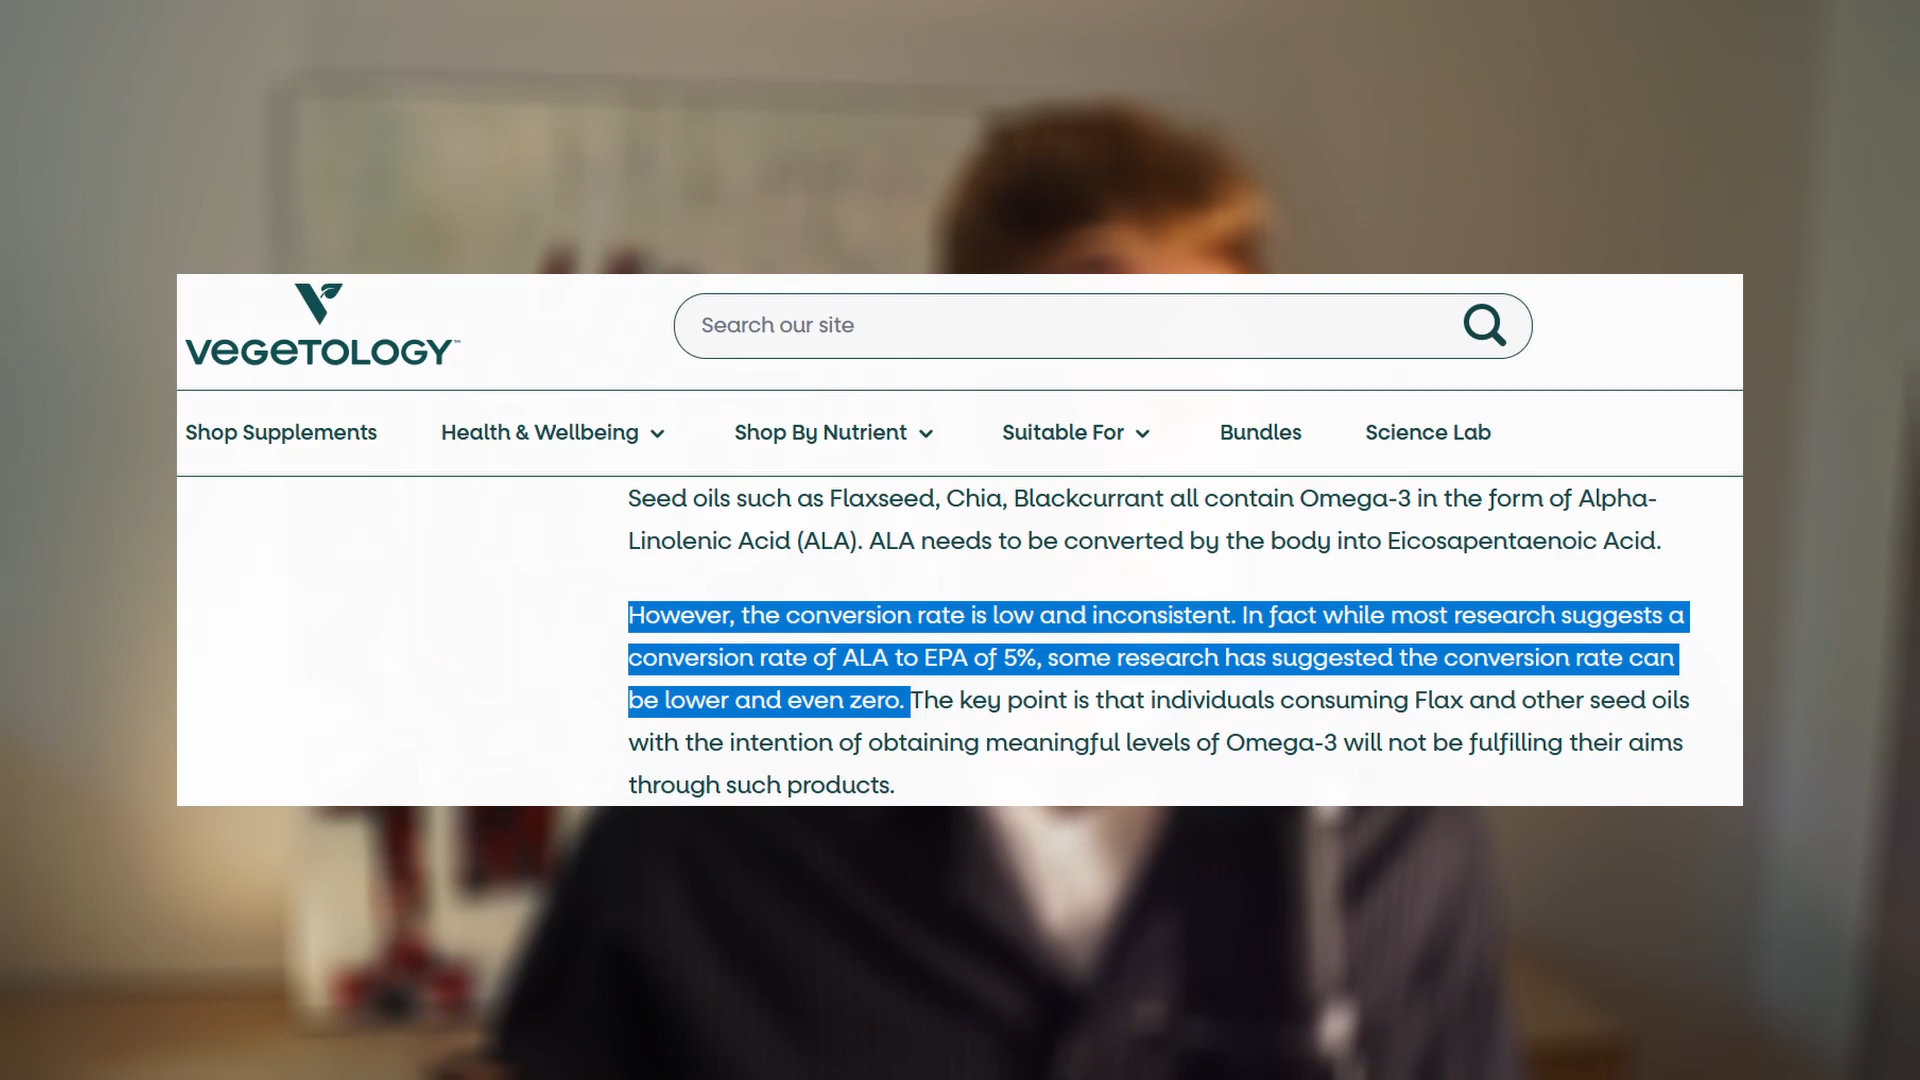 VEGETOLOGY™
Search our site
Shop Supplements
Health & Wellbeing
Shop By Nutrient
Suitable For
Bundles
Science Lab
Seed oils such as Flaxseed, Chia, Blackcurrant all contain Omega-3 in the form of Alpha-
Linolenic Acid (ALA). ALA needs to be converted by the body into Eicosapentaenoic Acid.
However, the conversion rate is low and inconsistent. In fact while most research suggests a
conversion rate of ALA to EPA of 5%, some research has suggested the conversion rate can
be lower and even zero. The key point is that individuals consuming Flax and other seed oils
with the intention of obtaining meaningful levels of Omega-3 will not be fulfilling their aims
through such products.